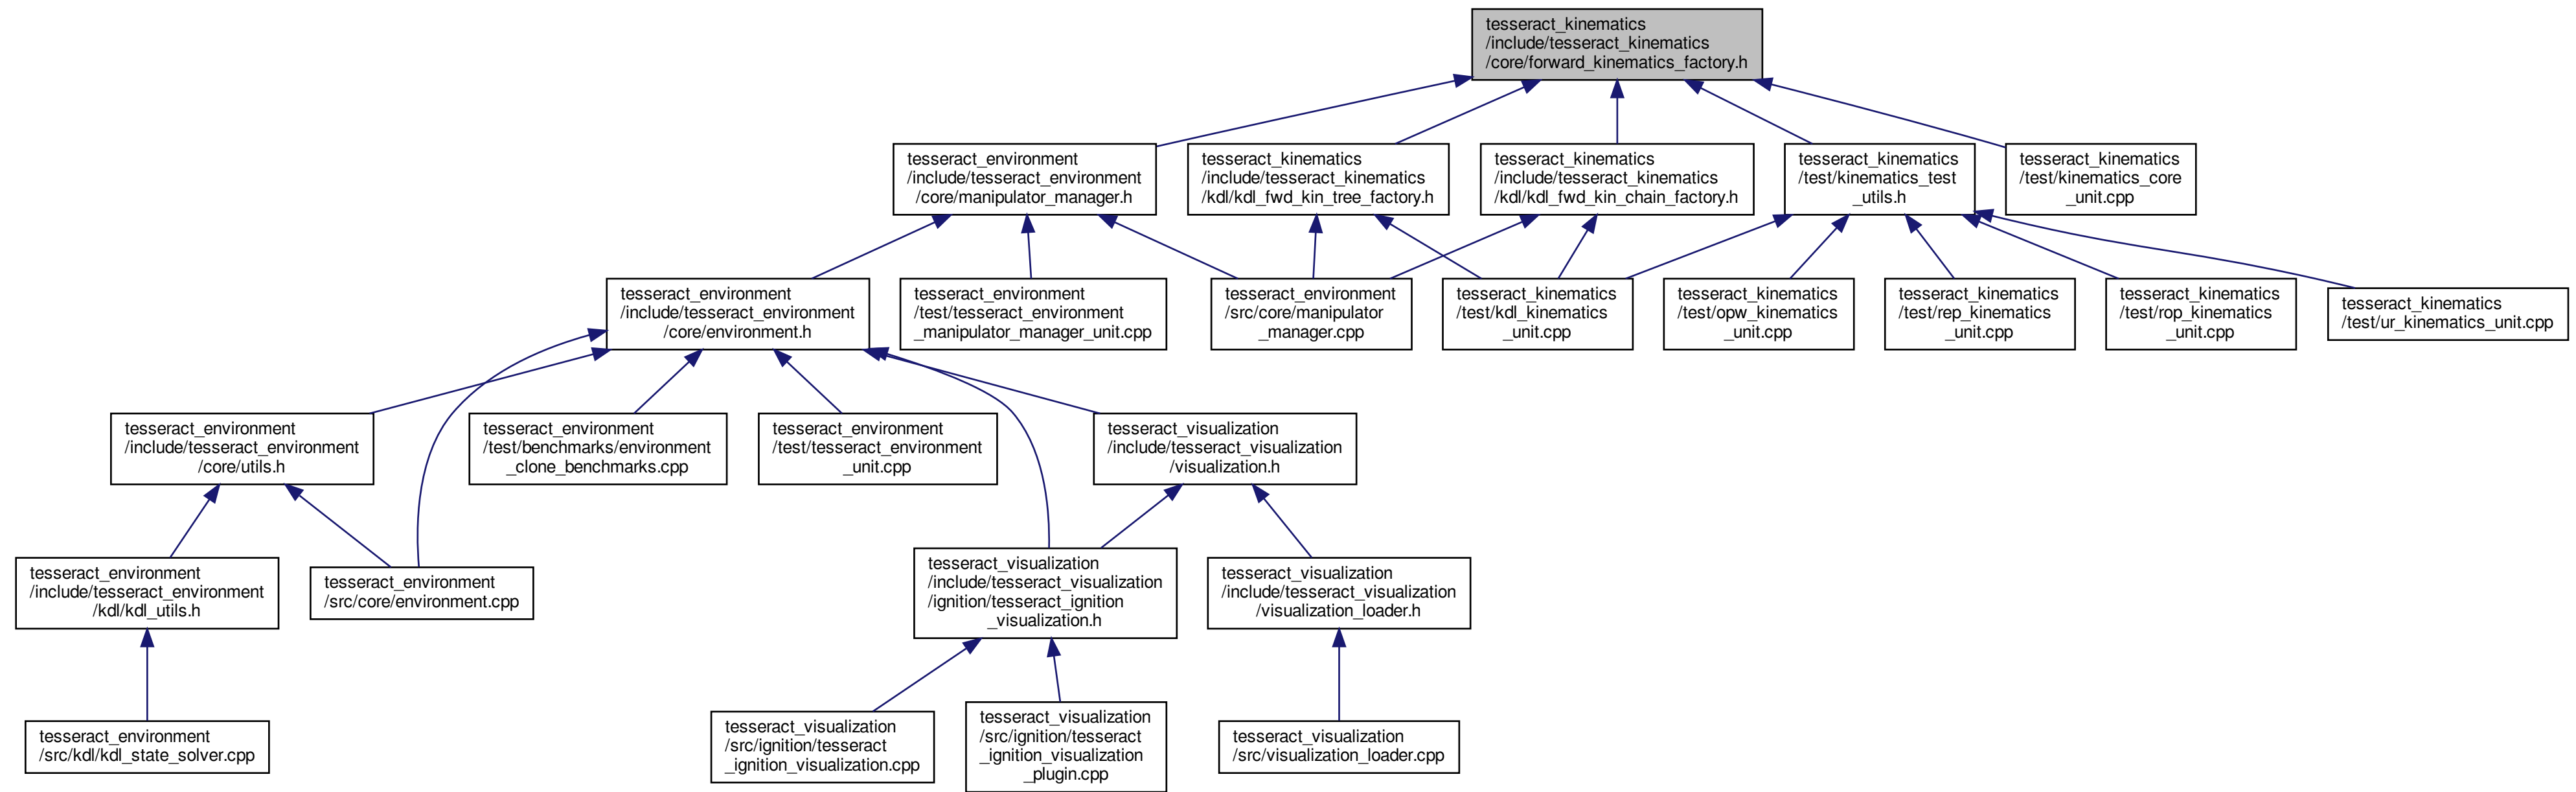 tesseract_kinematics
/include/tesseract_kinematics
/core/forward_kinematics_factory.h
tesseract_environment
/include/tesseract_environment
/core/manipulator_manager.h
tesseract_kinematics
/include/tesseract_kinematics
/kdl/kdl_fwd_kin_tree_factory.h
tesseract_kinematics
/include/tesseract_kinematics
/kdl/kdl_fwd_kin_chain_factory.h
tesseract_kinematics
/test/kinematics_test
_utils.h
tesseract_kinematics
/test/kinematics_core
_unit.cpp
tesseract_environment
/include/tesseract_environment
/core/environment.h
tesseract_environment
/test/tesseract_environment
_manipulator_manager_unit.cpp
tesseract_environment
/src/core/manipulator
_manager.cpp
tesseract_kinematics
/test/kdl_kinematics
_unit.cpp
tesseract_kinematics
/test/opw_kinematics
_unit.cpp
tesseract_kinematics
/test/rep_kinematics
_unit.cpp
tesseract_kinematics
/test/rop_kinematics
_unit.cpp
tesseract_kinematics
/test/ur_kinematics_unit.cpp
tesseract_environment
/include/tesseract_environment
/core/utils.h
tesseract_environment
/test/benchmarks/environment
_clone_benchmarks.cpp
tesseract_environment
/test/tesseract_environment
_unit.cpp
tesseract_visualization
/include/tesseract_visualization
/visualization.h
tesseract_environment
/include/tesseract_environment
/kdl/kdl_utils.h
tesseract_environment
/src/core/environment.cpp
tesseract_visualization
/include/tesseract_visualization
/ignition/tesseract_ignition
_visualization.h
tesseract_visualization
/include/tesseract_visualization
/visualization_loader.h
tesseract_environment
/src/kdl/kdl_state_solver.cpp
tesseract_visualization
/src/ignition/tesseract
_ignition_visualization.cpp
tesseract_visualization
/src/ignition/tesseract
_ignition_visualization
_plugin.cpp
tesseract_visualization
/src/visualization_loader.cpp